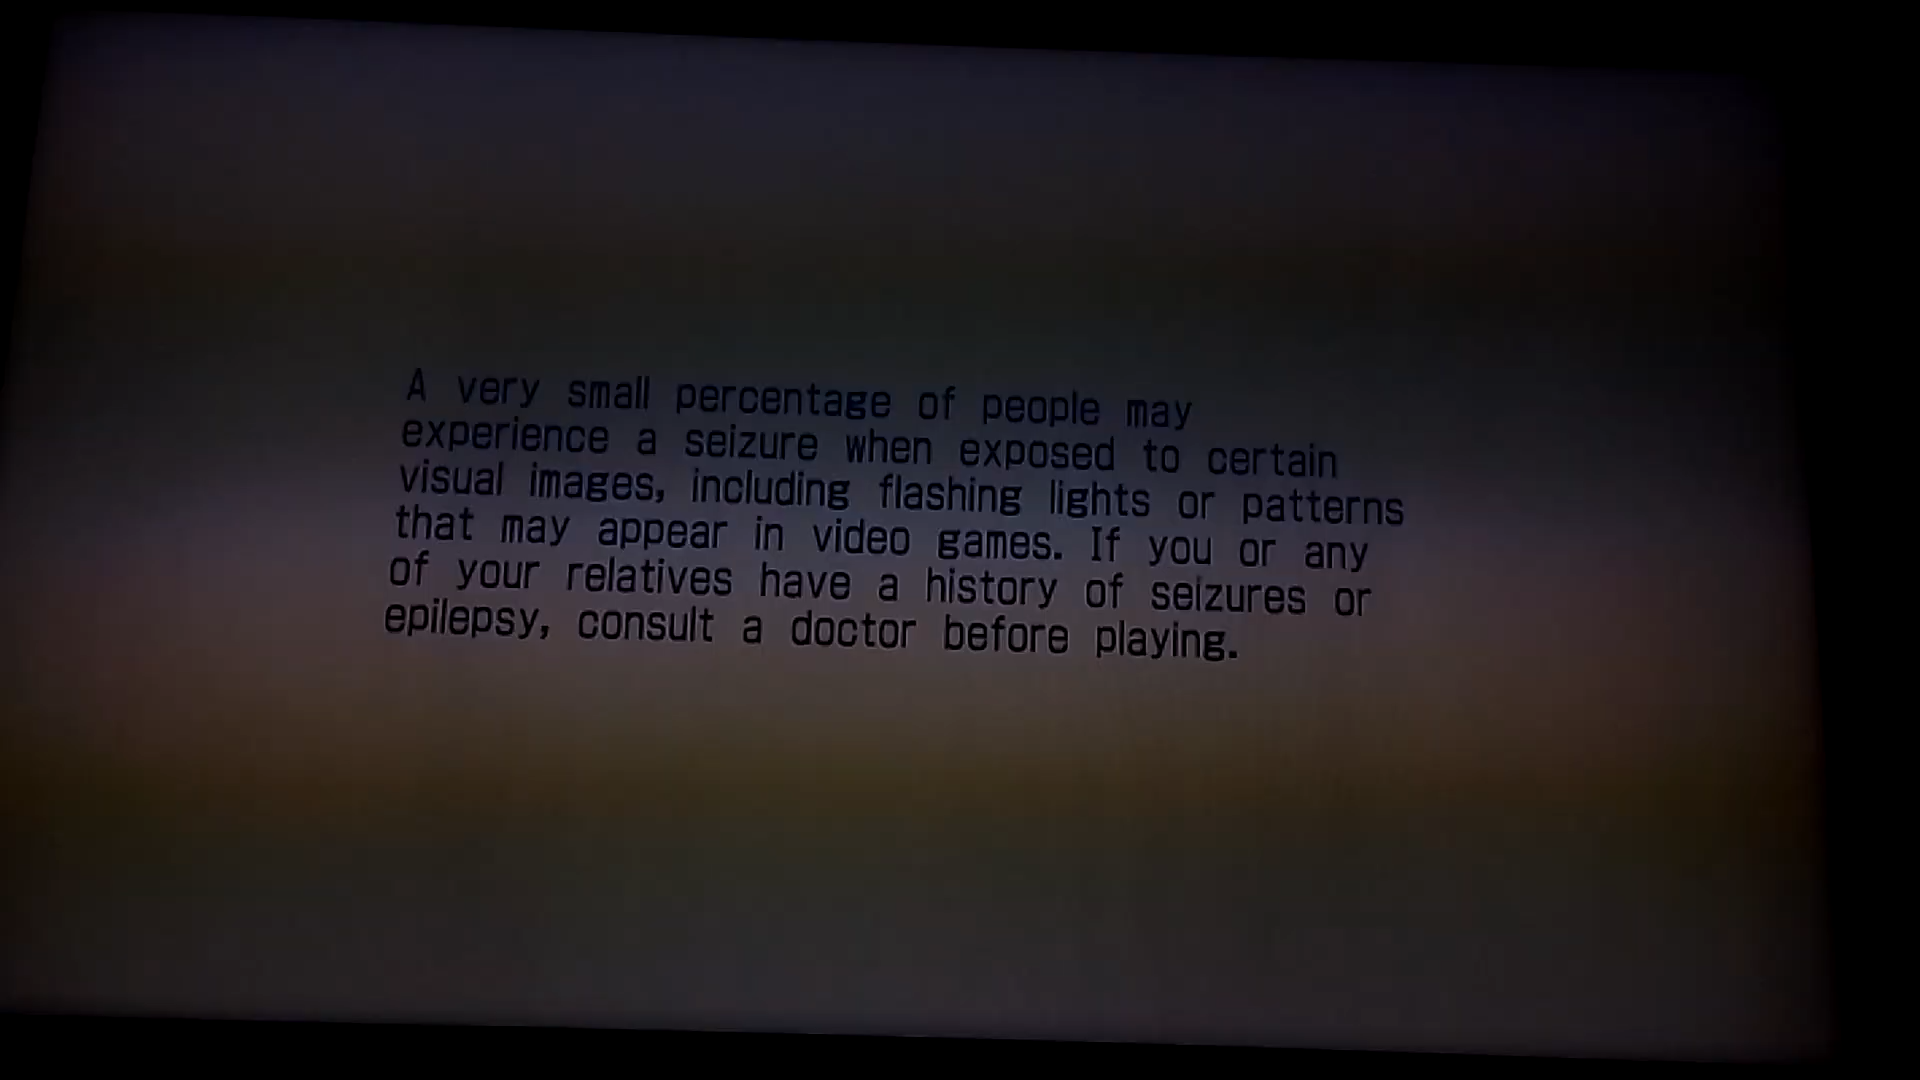 A very small percentage of people may
experience a seizure when exposed to certain
visual images, including flashing lights or patterns
that may appear in video games. If you or any
of your relatives have a history of seizures or
epilepsy, consult a doctor before playing.